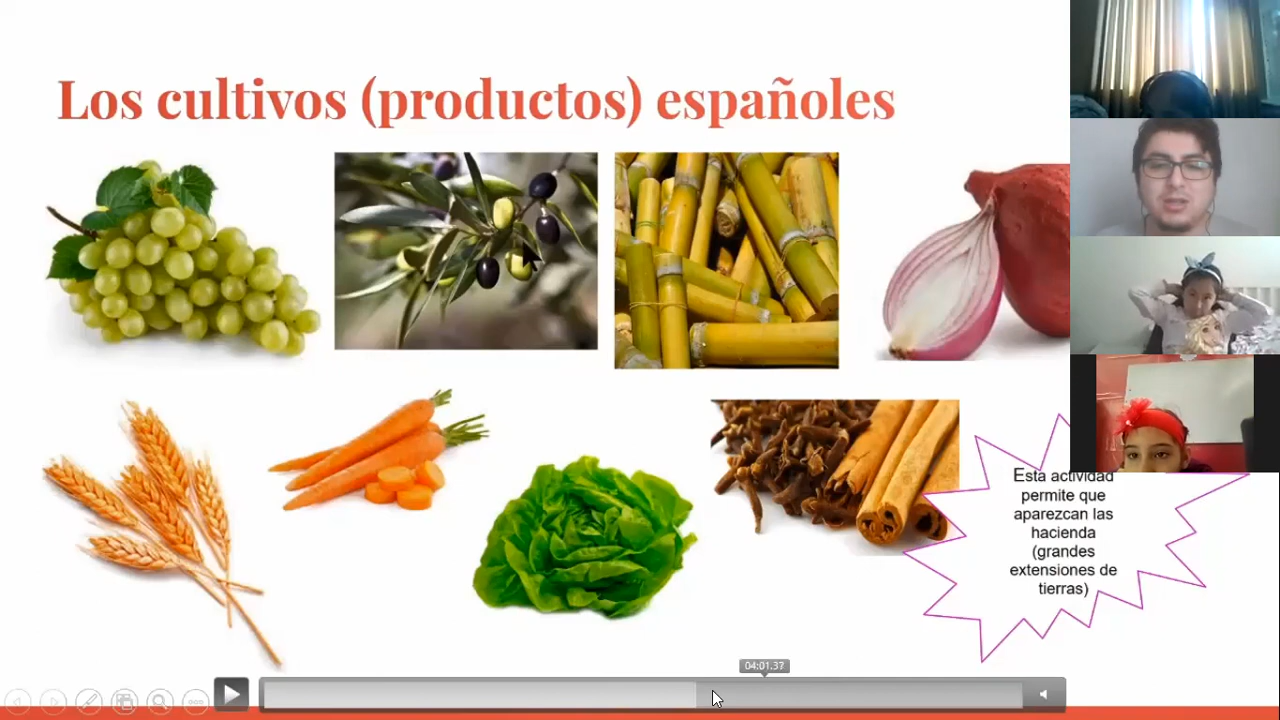 Los cultivos (productos) españoles
Esta actividad
permite que
aparezcan las
hacienda
(grandes
extensiones de
tierras)
04:01.37